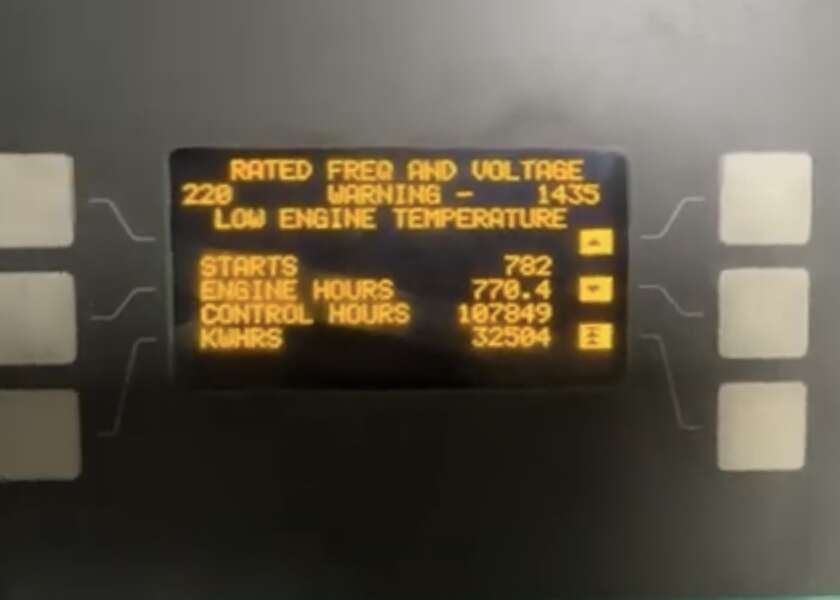 RATED FREQ AND VOLTAGE
220 WARNING - 1435
LOW ENGINE TEMPERATURE
STARTS 782
ENGINE HOURS 770.4
CONTROL HOURS 107849
KWHRS 32504